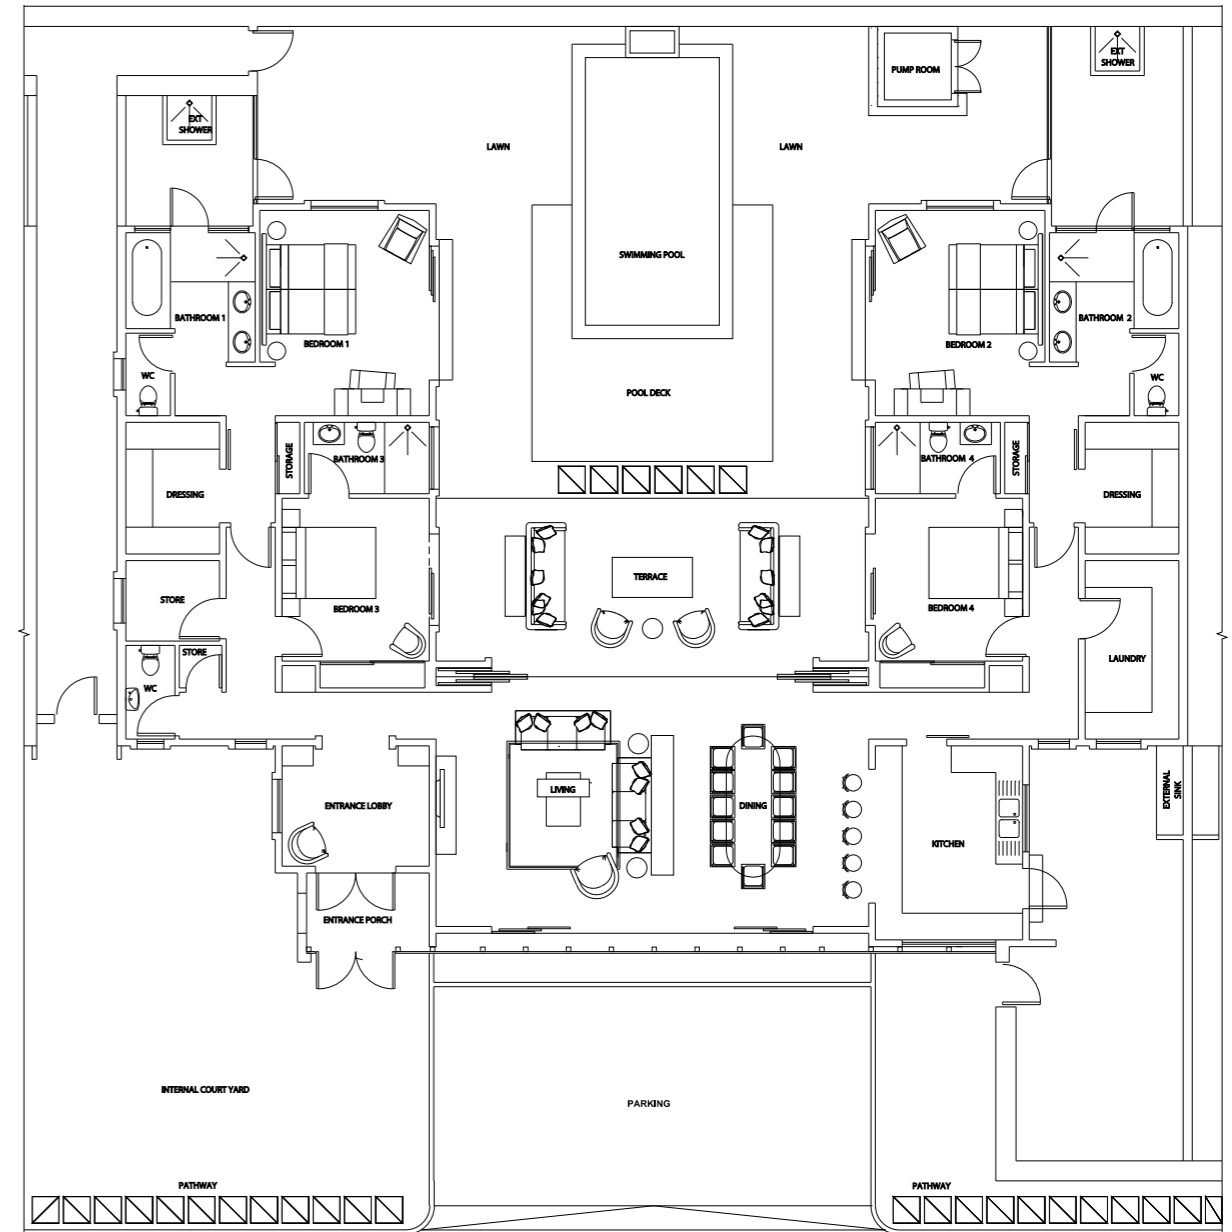 EXT
SHOWER
PUMP ROOM
EXT
SHOWER
LAWN
LAWN
SWIMMING POOL
BATHROOM 1
BEDROOM 1
BEDROOM 2
BATHROOM 2
WC
WC
POOL DECK
STORAGE
BATHROOM 3
BATHROOM 4
STORAGE
DRESSING
DRESSING
TERRACE
STORE
BEDROOM 3
BEDROOM 4
STORE
LAUNDRY
WC
LIVING
DINING
ENTRANCE LOBBY
EXTERNAL
SINK
KITCHEN
ENTRANCE PORCH
INTERNAL COURT YARD
PARKING
PATHWAY
PATHWAY